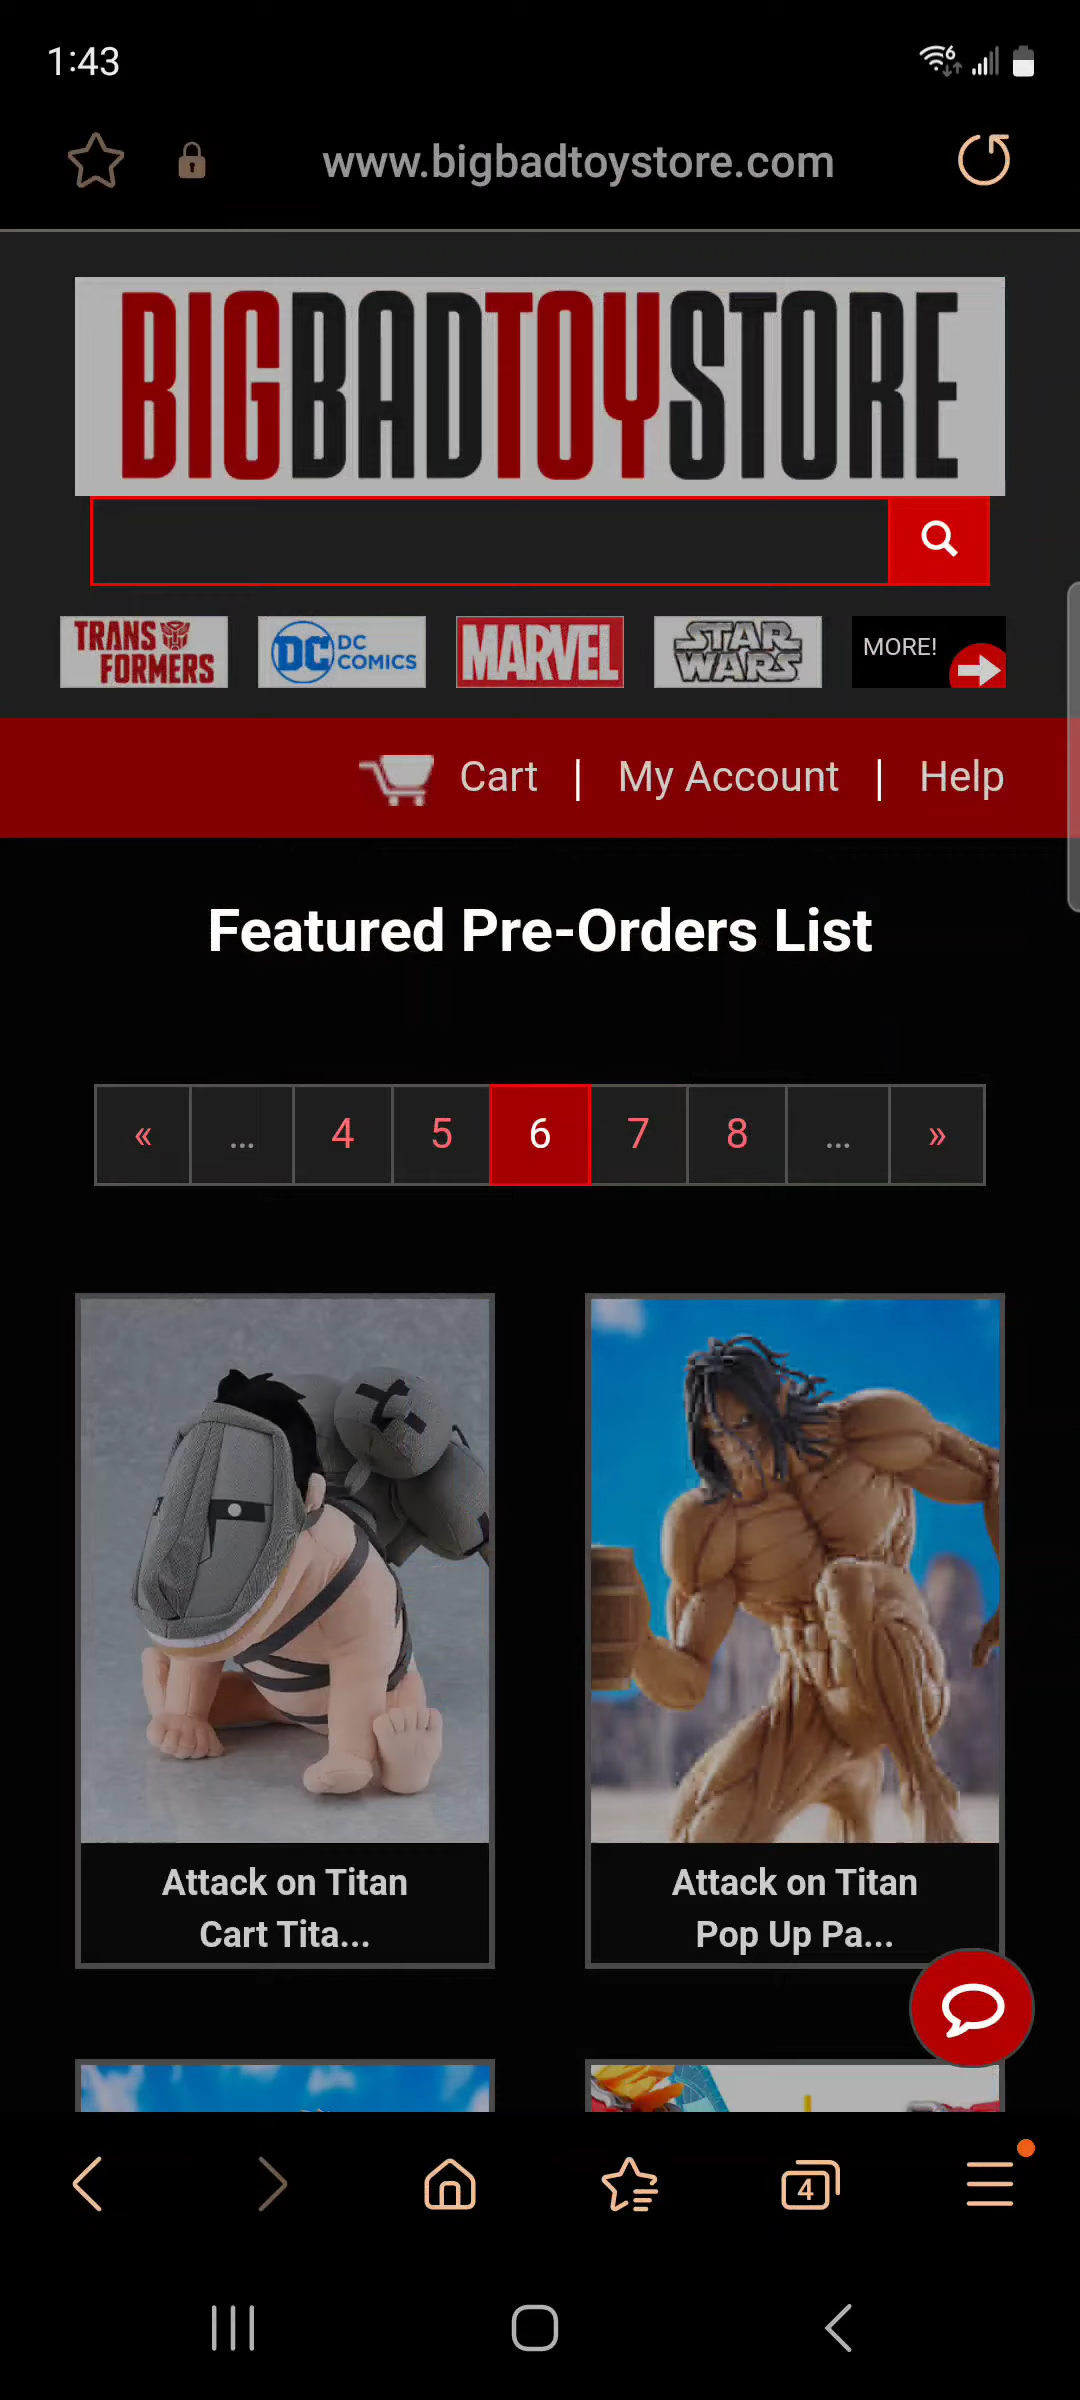 1:43
6
www.bigbadtoystore.com
BIGBADTOYSTORE
TRANSFORMERS
DC DC COMICS
MARVEL
STAR WARS
MORE!
Cart | My Account | Help
Featured Pre-Orders List
« ... 4 5 6 7 8 ... »
Attack on Titan
Cart Tita...
Attack on Titan
Pop Up Pa...
4